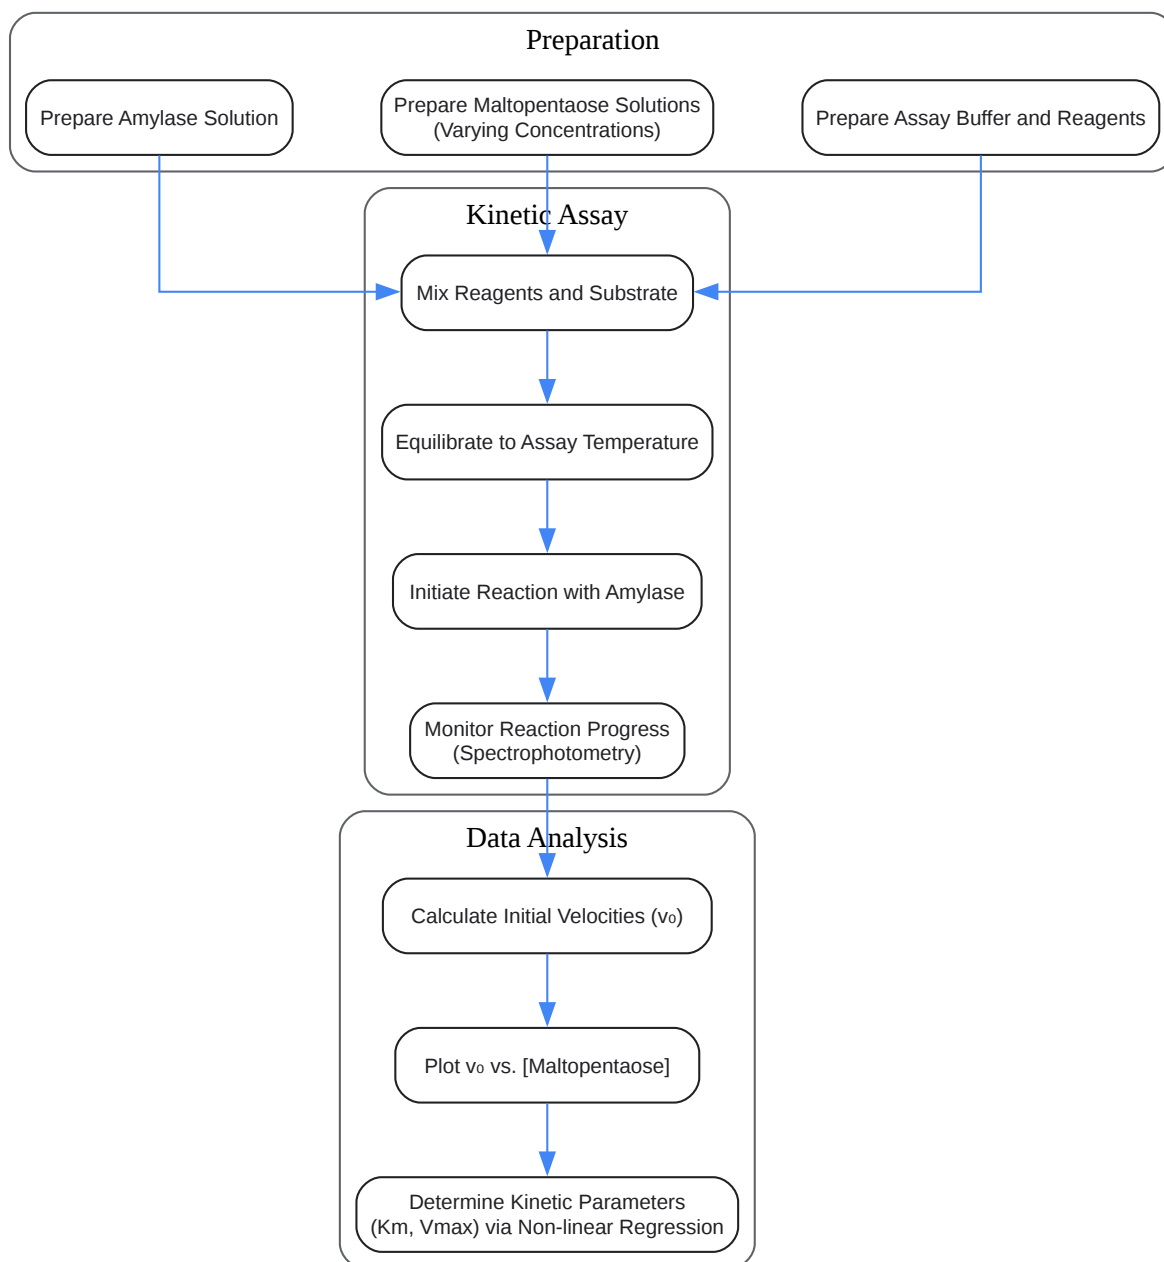 Preparation
Prepare Amylase Solution
Prepare Maltopentaose Solutions
(Varying Concentrations)
Prepare Assay Buffer and Reagents
Kinetic Assay
Mix Reagents and Substrate
Equilibrate to Assay Temperature
Initiate Reaction with Amylase
Monitor Reaction Progress
(Spectrophotometry)
Data Analysis
Calculate Initial Velocities (v₀)
Plot v₀ vs. [Maltopentaose]
Determine Kinetic Parameters
(Km, Vmax) via Non-linear Regression